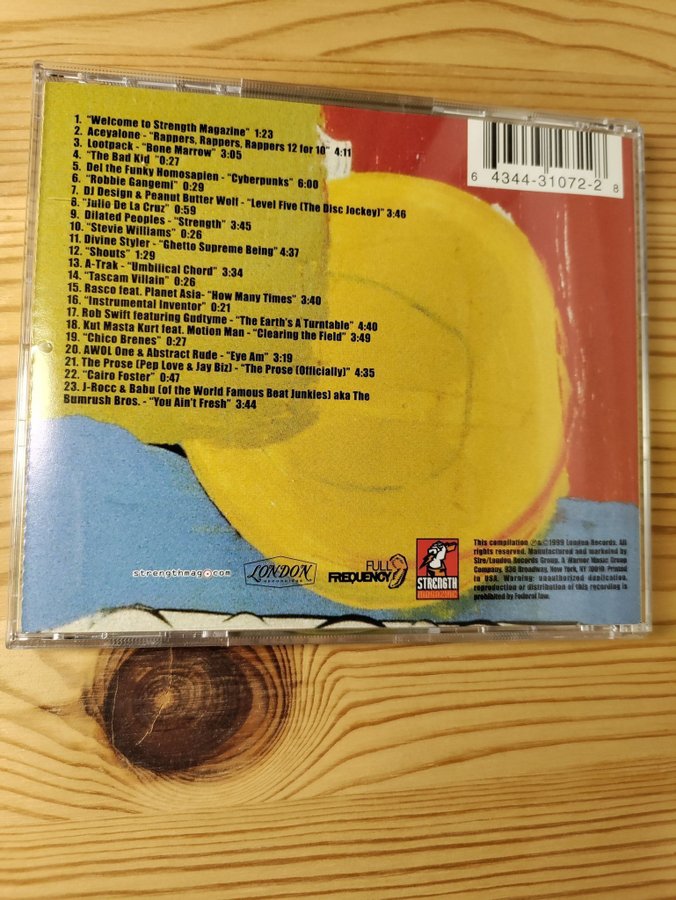 1. "Welcome to Strength Magazine" 1:23
2. Aceyalone - "Rappers, Rappers, Rappers 12 for 10" 4:11
3. Lootpack - "Bone Marrow" 3:05
4. "The Bad Kid" 0:27
5. Del the Funky Homosapien - "Cyberpunks" 6:00
6. "Robbie Gangemi" 0:29
7. DJ Design & Peanut Butter Wolf - "Level Five (The Disc Jockey)" 3:46
8. "Julio De La Cruz" 0:59
9. Dilated Peoples - "Strength" 3:45
10. "Stevie Williams" 0:26
11. Divine Styler - "Ghetto Supreme Being" 4:37
12. "Shouts" 1:29
13. A-Trak - "Umbilical Chord" 3:34
14. "Tascam Villain" 0:26
15. Rasco feat. Planet Asia- "How Many Times" 3:40
16. "Instrumental Inventor" 0:21
17. Rob Swift featuring Gudtyme - "The Earth's A Turntable" 4:40
18. Kut Masta Kurt feat. Motion Man - "Clearing the Field" 3:49
19. "Chico Brenes" 0:27
20. AWOL One & Abstract Rude - "Eye Am" 3:19
21. The Prose (Pep Love & Jay Biz) - "The Prose (Officially)" 4:35
22. "Cairo Foster" 0:47
23. J-Rocc & Babu (of the World Famous Beat Junkies) aka The
Bumrush Bros. - "You Ain't Fresh" 3:44
6 44344-31072-2 8
strengthmag.com
LONDON
FULL
FREQUENCY
STRENGTH
MAGAZINE
This compilation ℗&©1999 London Records. All
rights reserved. Manufactured and marketed by
Sire/London Records Group, A Warner Music Group
Company, 936 Broadway, New York, NY 10010. Printed
in USA. Warning: unauthorized duplication,
reproduction or distribution of this recording is
prohibited by Federal law.